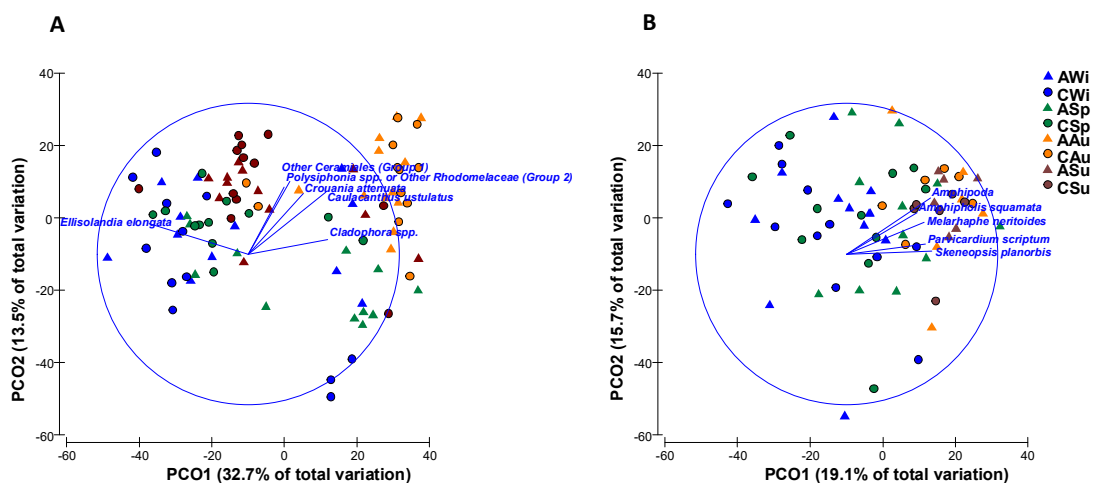 A
B
PCO2 (13.5% of total variation)
40
20
0
-20
-40
-60
-60
-40
-20
0
20
40
PCO1 (32.7% of total variation)
Other Ceramiales (Group 1)
Polysiphonia spp. or Other Rhodomelaceae (Group 2)
Crouania attenuata
Caulacanthus ustulatus
Ellisolandia elongata
Cladophora spp.
PCO2 (15.7% of total variation)
40
20
0
-20
-40
-60
-60
-40
-20
0
20
40
PCO1 (19.1% of total variation)
Amphipoda
Amphipholis squamata
Melarhaphe neritoides
Parvicardium scriptum
Skeneopsis planorbis
AWi
CWi
ASp
CSp
AAu
CAu
ASu
CSu